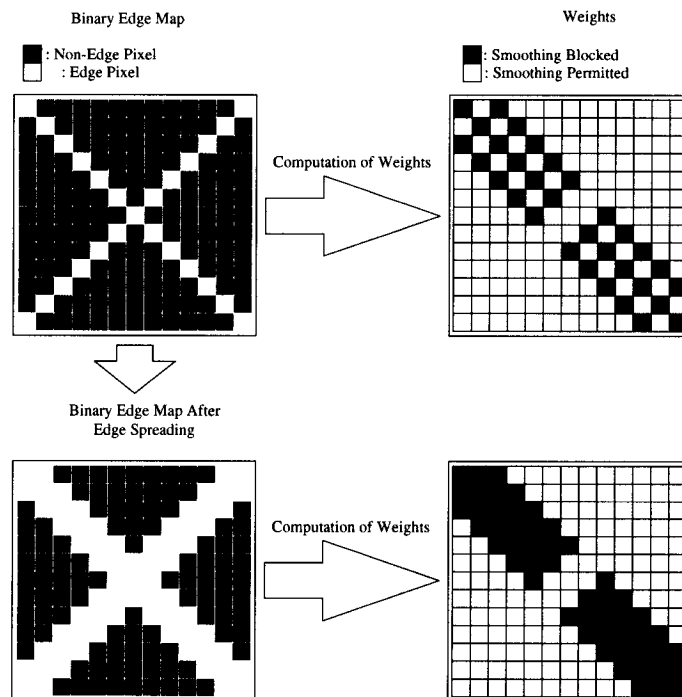 Binary Edge Map
: Non-Edge Pixel
: Edge Pixel
Weights
: Smoothing Blocked
: Smoothing Permitted
Computation of Weights
Binary Edge Map After
Edge Spreading
Computation of Weights